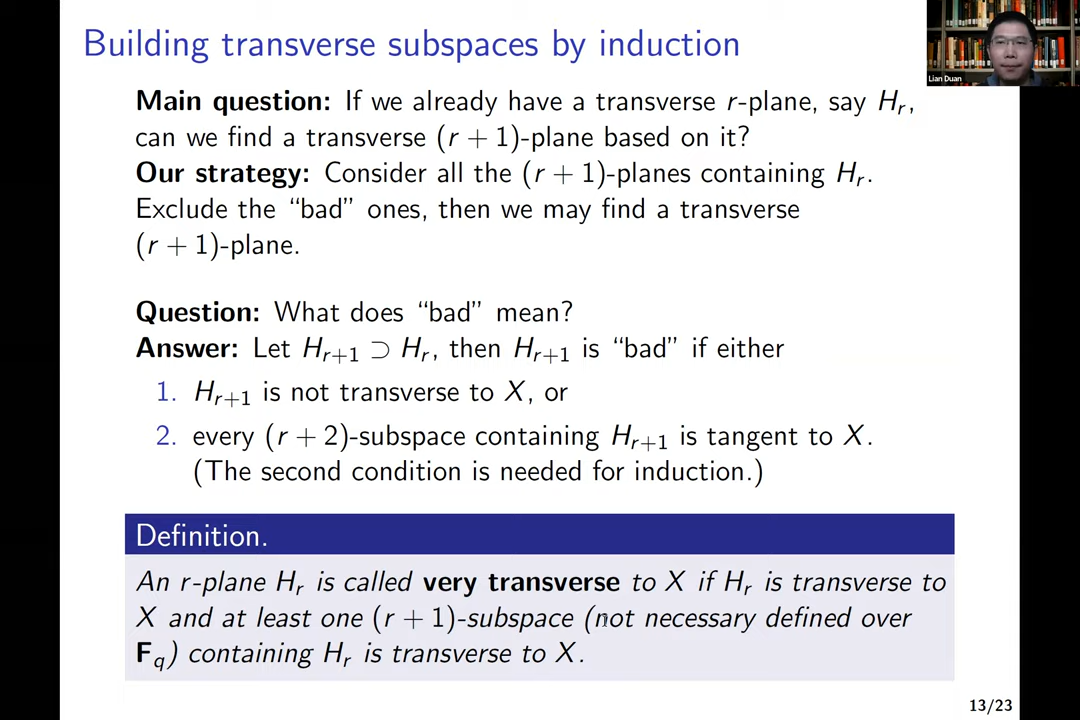 Building transverse subspaces by induction
Lian Duan
Main question: If we already have a transverse r-plane, say Hᵣ,
can we find a transverse (r + 1)-plane based on it?
Our strategy: Consider all the (r + 1)-planes containing Hᵣ.
Exclude the “bad” ones, then we may find a transverse
(r + 1)-plane.
Question: What does “bad” mean?
Answer: Let Hᵣ₊₁ ⊃ Hᵣ, then Hᵣ₊₁ is “bad” if either
1. Hᵣ₊₁ is not transverse to X, or
2. every (r + 2)-subspace containing Hᵣ₊₁ is tangent to X.
(The second condition is needed for induction.)
Definition.
An r-plane Hᵣ is called very transverse to X if Hᵣ is transverse to
X and at least one (r + 1)-subspace (not necessary defined over
F_q) containing Hᵣ is transverse to X.
13/23